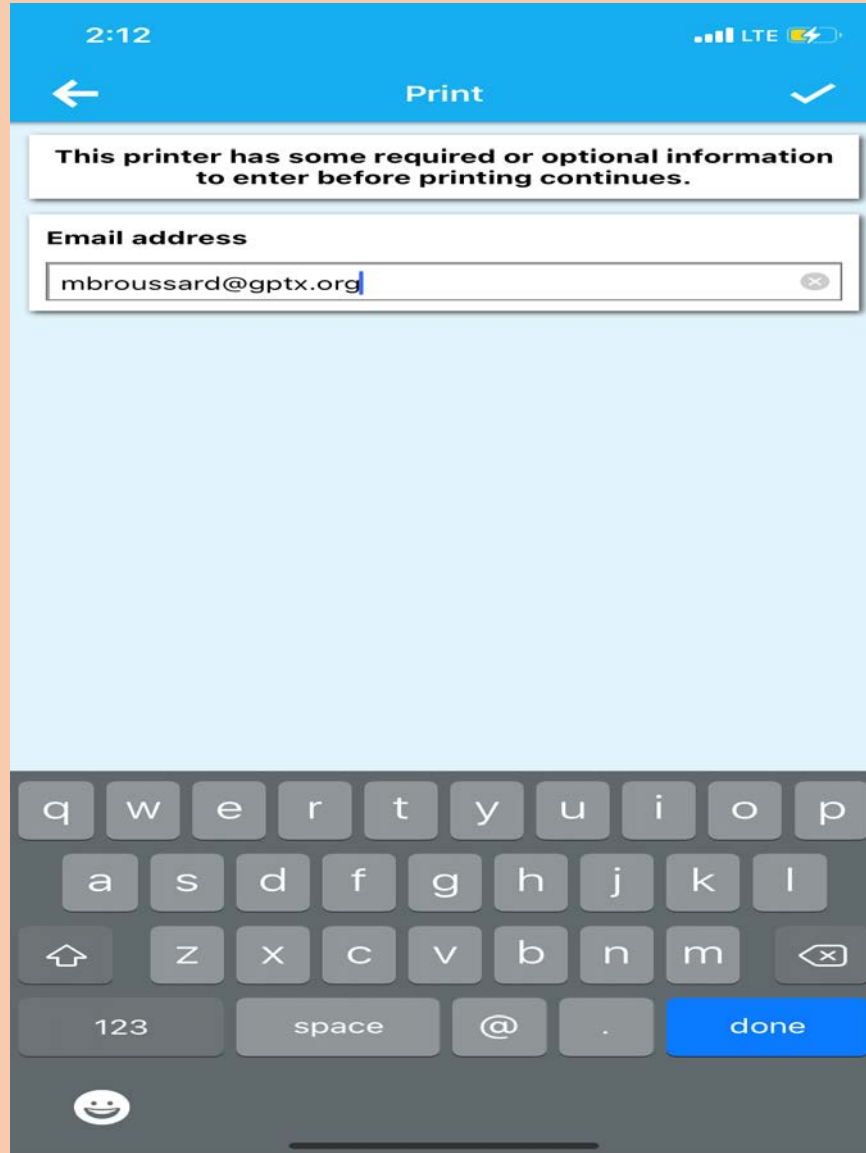 2:12 LTE
Print
This printer has some required or optional information
to enter before printing continues.
Email address
mbroussard@gptx.org
q w e r t y u i o p
a s d f g h j k l
z x c v b n m
123 space @ . done